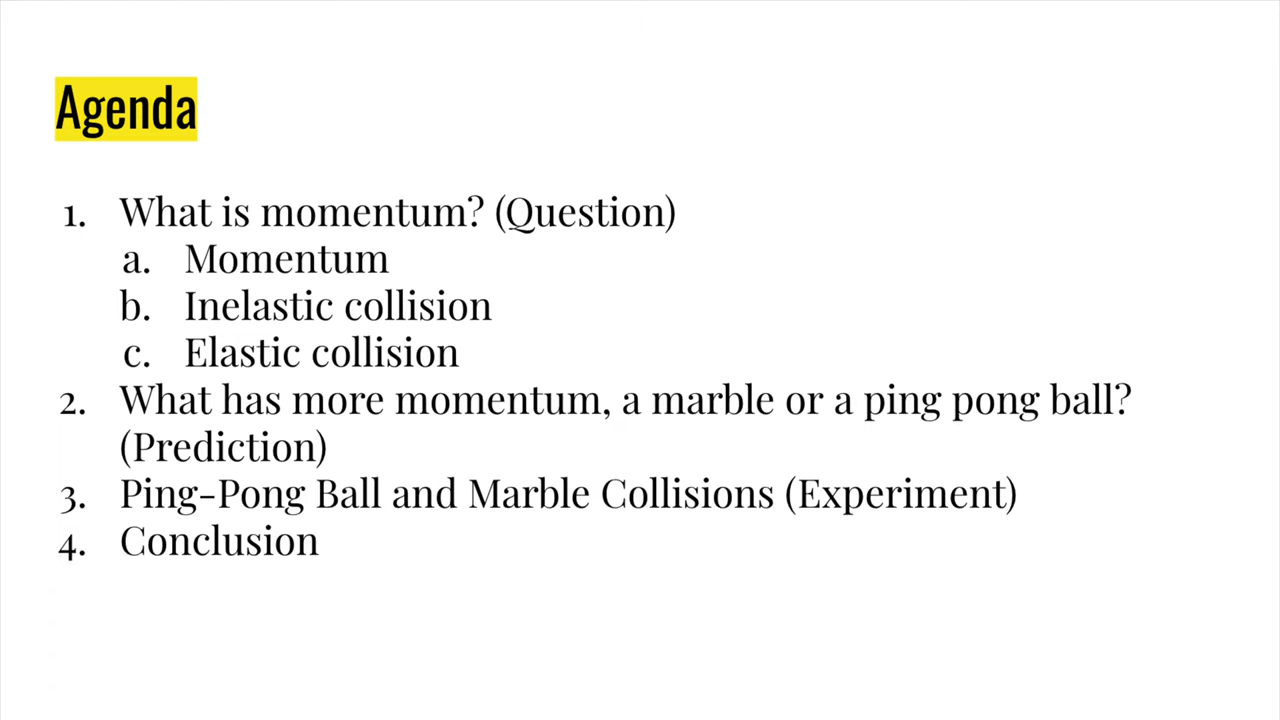 Agenda
1. What is momentum? (Question)
a. Momentum
b. Inelastic collision
c. Elastic collision
2. What has more momentum, a marble or a ping pong ball?
(Prediction)
3. Ping-Pong Ball and Marble Collisions (Experiment)
4. Conclusion